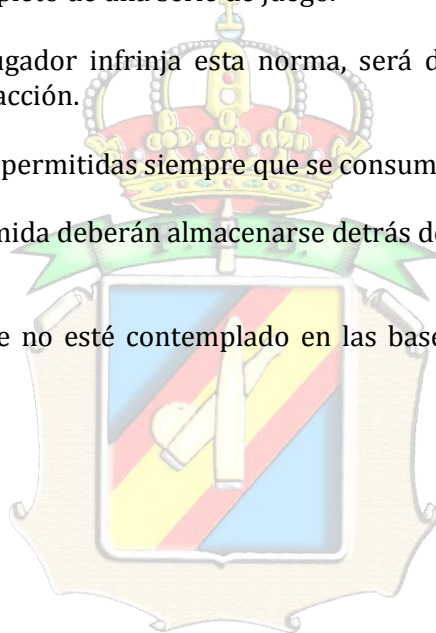 pleto de una serie de juego.
ugador infrinja esta norma, será d
acción.
permitidas siempre que se consum
mida deberán almacenarse detrás de
e no esté contemplado en las base